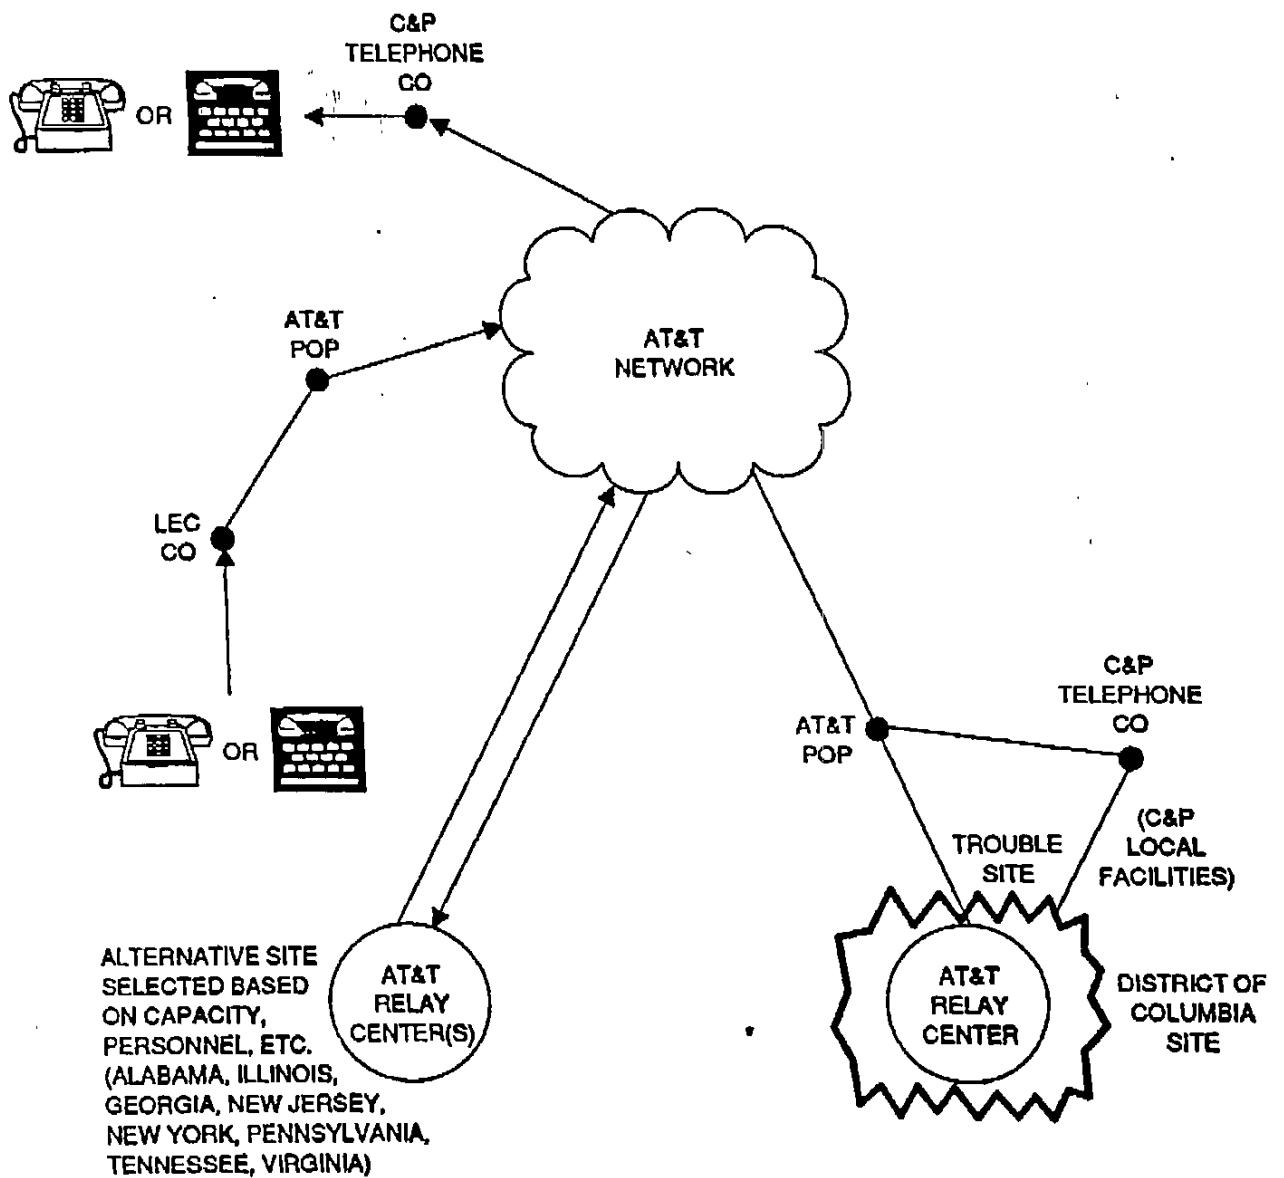 C&P
TELEPHONE
CO
OR
AT&T
POP
AT&T
NETWORK
LEC
CO
OR
C&P
TELEPHONE
CO
AT&T
POP
(C&P
LOCAL
FACILITIES)
TROUBLE
SITE
ALTERNATIVE SITE
SELECTED BASED
ON CAPACITY,
PERSONNEL, ETC.
(ALABAMA, ILLINOIS,
GEORGIA, NEW JERSEY,
NEW YORK, PENNSYLVANIA,
TENNESSEE, VIRGINIA)
AT&T
RELAY
CENTER(S)
AT&T
RELAY
CENTER
DISTRICT OF
COLUMBIA
SITE